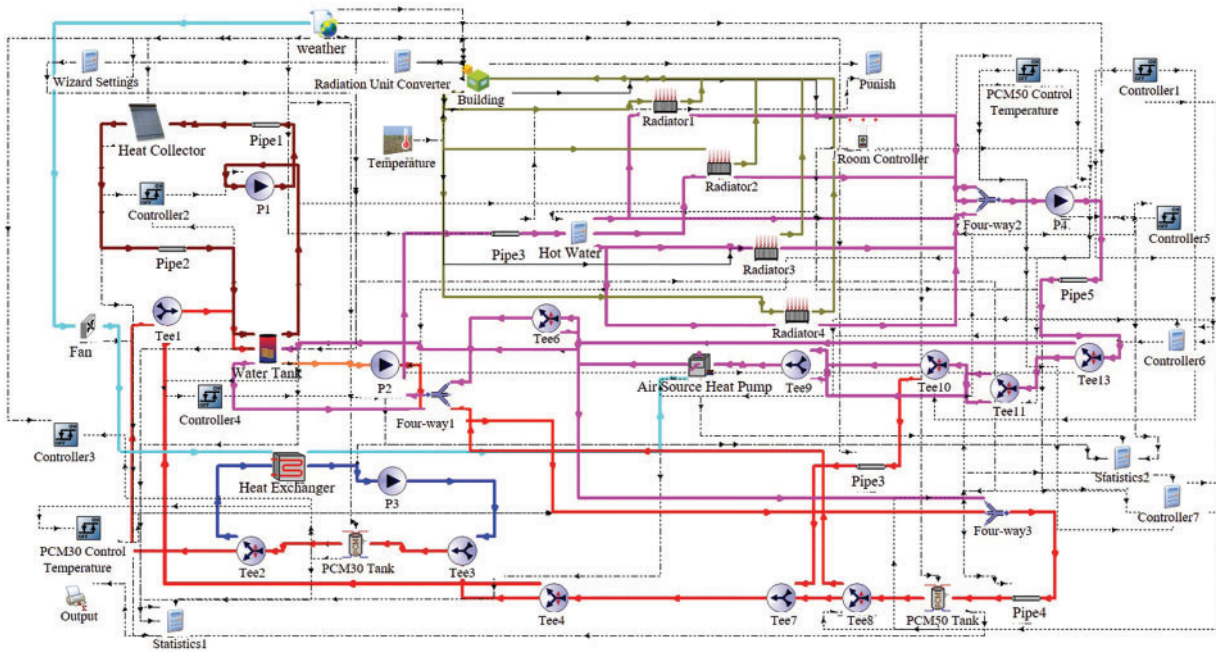 weather
Wizard Settings
Radiation Unit Converter
Building
Punish
PCM50 Control
Temperature
Controller1
Heat Collector
Pipe1
Radiator1
Temperature
Room Controller
Controller2
P1
Radiator2
Four-way2
P4
Controller5
Pipe2
Pipe3
Hot Water
Radiator3
Pipe5
Tee1
Fan
Water Tank
P2
Tee6
Radiator4
Air Source Heat Pump
Tee9
Tee10
Tee11
Tee13
Controller6
Controller4
Four-way1
Controller3
Heat Exchanger
P3
Pipe3
Statistics2
Controller7
Four-way3
PCM30 Control
Temperature
Tee2
PCM30 Tank
Tee3
Output
Statistics1
Tee4
Tee7
Tee8
PCM50 Tank
Pipe4